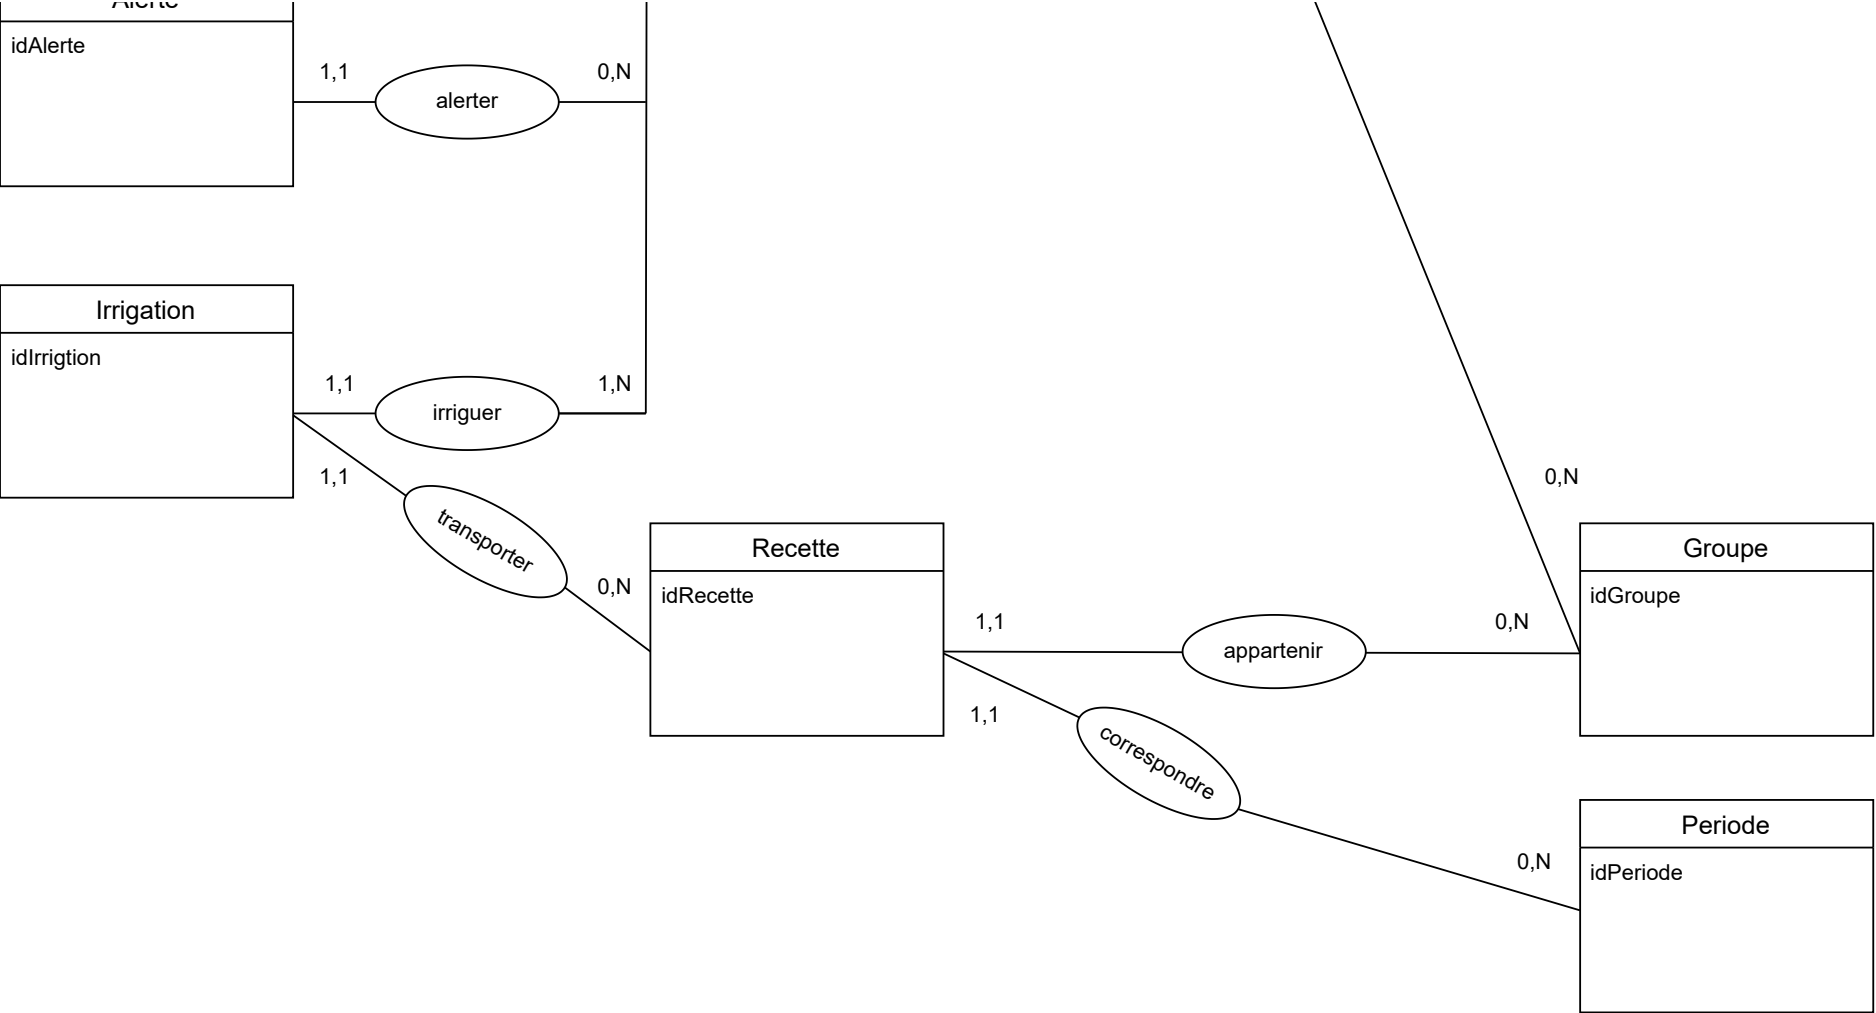 Alerte
idAlerte
1,1
alerter
0,N
Irrigation
idIrrigtion
1,1
irriguer
1,N
1,1
transporter
0,N
Recette
idRecette
1,1
appartenir
0,N
0,N
Groupe
idGroupe
1,1
correspondre
0,N
Periode
idPeriode